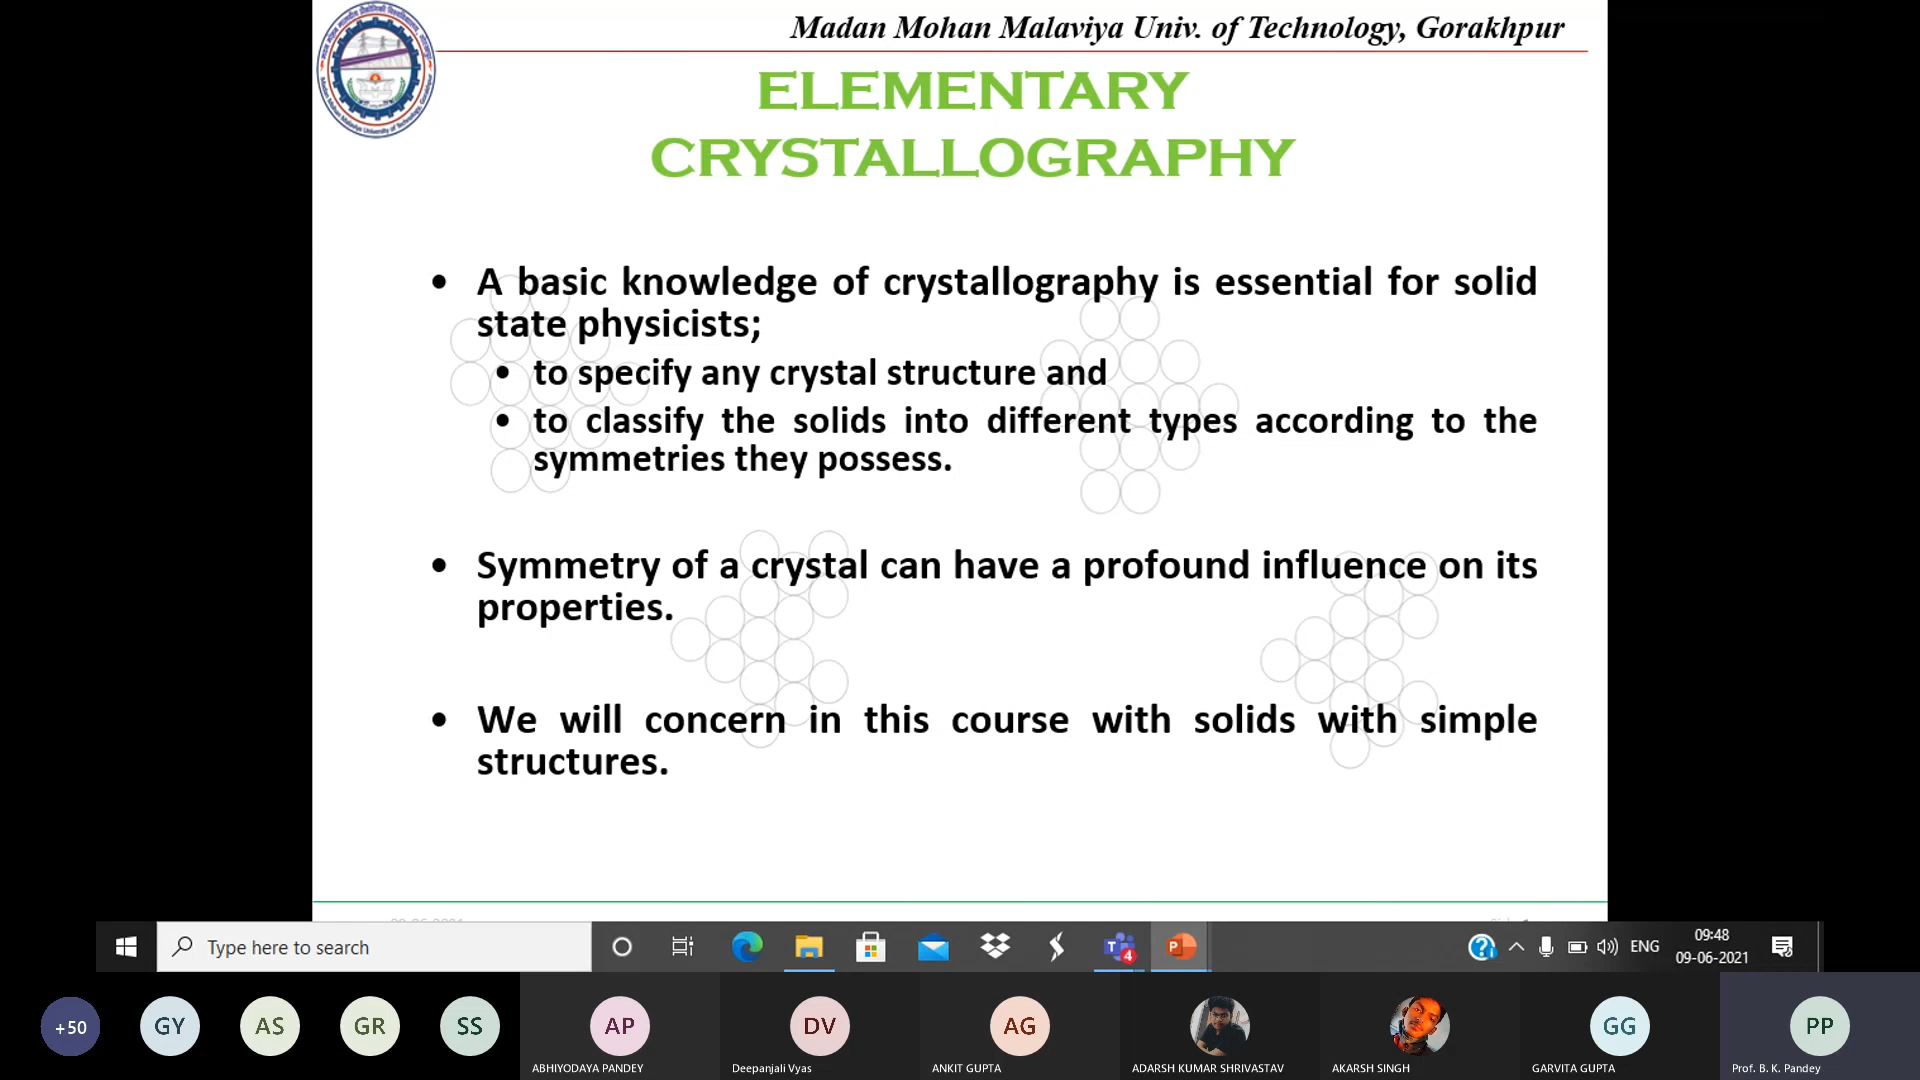 Madan Mohan Malaviya Univ. of Technology, Gorakhpur
ELEMENTARY
CRYSTALLOGRAPHY
• A basic knowledge of crystallography is essential for solid
state physicists;
• to specify any crystal structure and
• to classify the solids into different types according to the
symmetries they possess.
• Symmetry of a crystal can have a profound influence on its
properties.
• We will concern in this course with solids with simple
structures.
Type here to search
4
ENG
09:48
09-06-2021
+50
GY
AS
GR
SS
AP
DV
AG
GG
PP
ABHIYODAYA PANDEY
Deepanjali Vyas
ANKIT GUPTA
ADARSH KUMAR SHRIVASTAV
AKARSH SINGH
GARVITA GUPTA
Prof. B. K. Pandey